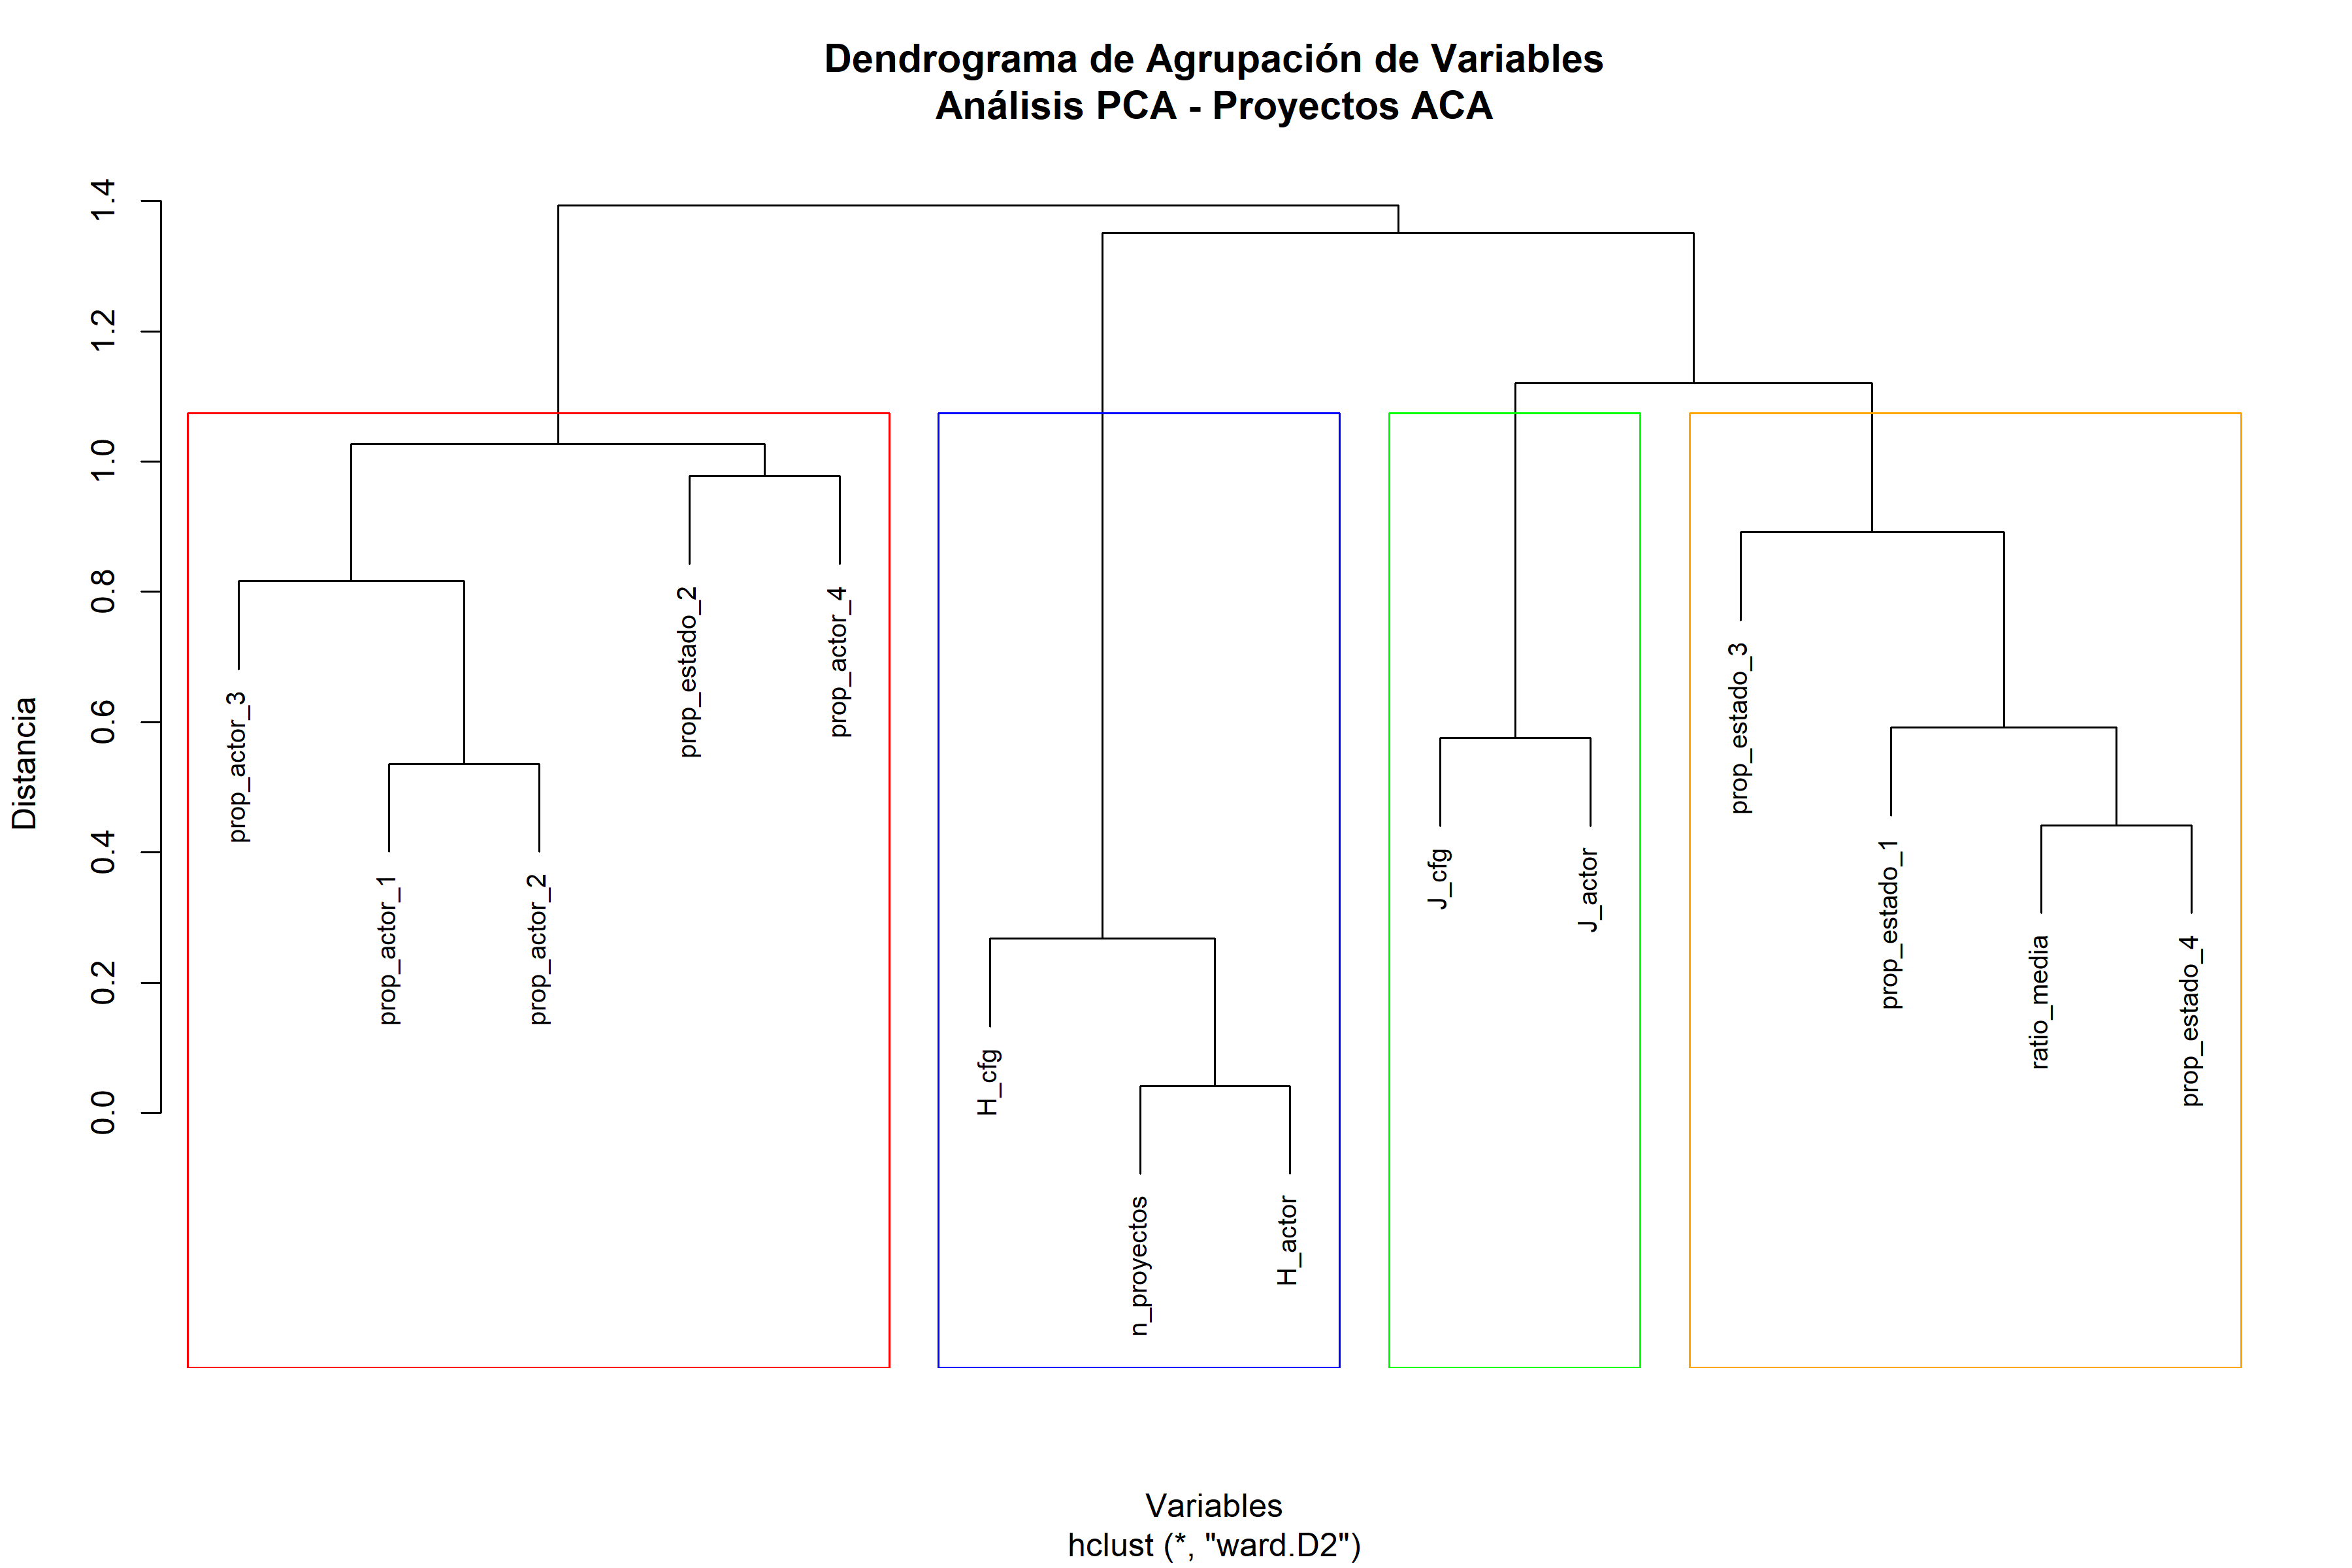 Dendrograma de Agrupación de Variables
Análisis PCA - Proyectos ACA
1.4
1.2
1.0
0.8
0.6
0.4
0.2
0.0
Distancia
prop_actor_3
prop_actor_1
prop_actor_2
prop_estado_2
prop_actor_4
H_cfg
n_proyectos
H_actor
J_cfg
J_actor
prop_estado_3
prop_estado_1
ratio_media
prop_estado_4
Variables
hclust (*, "ward.D2")